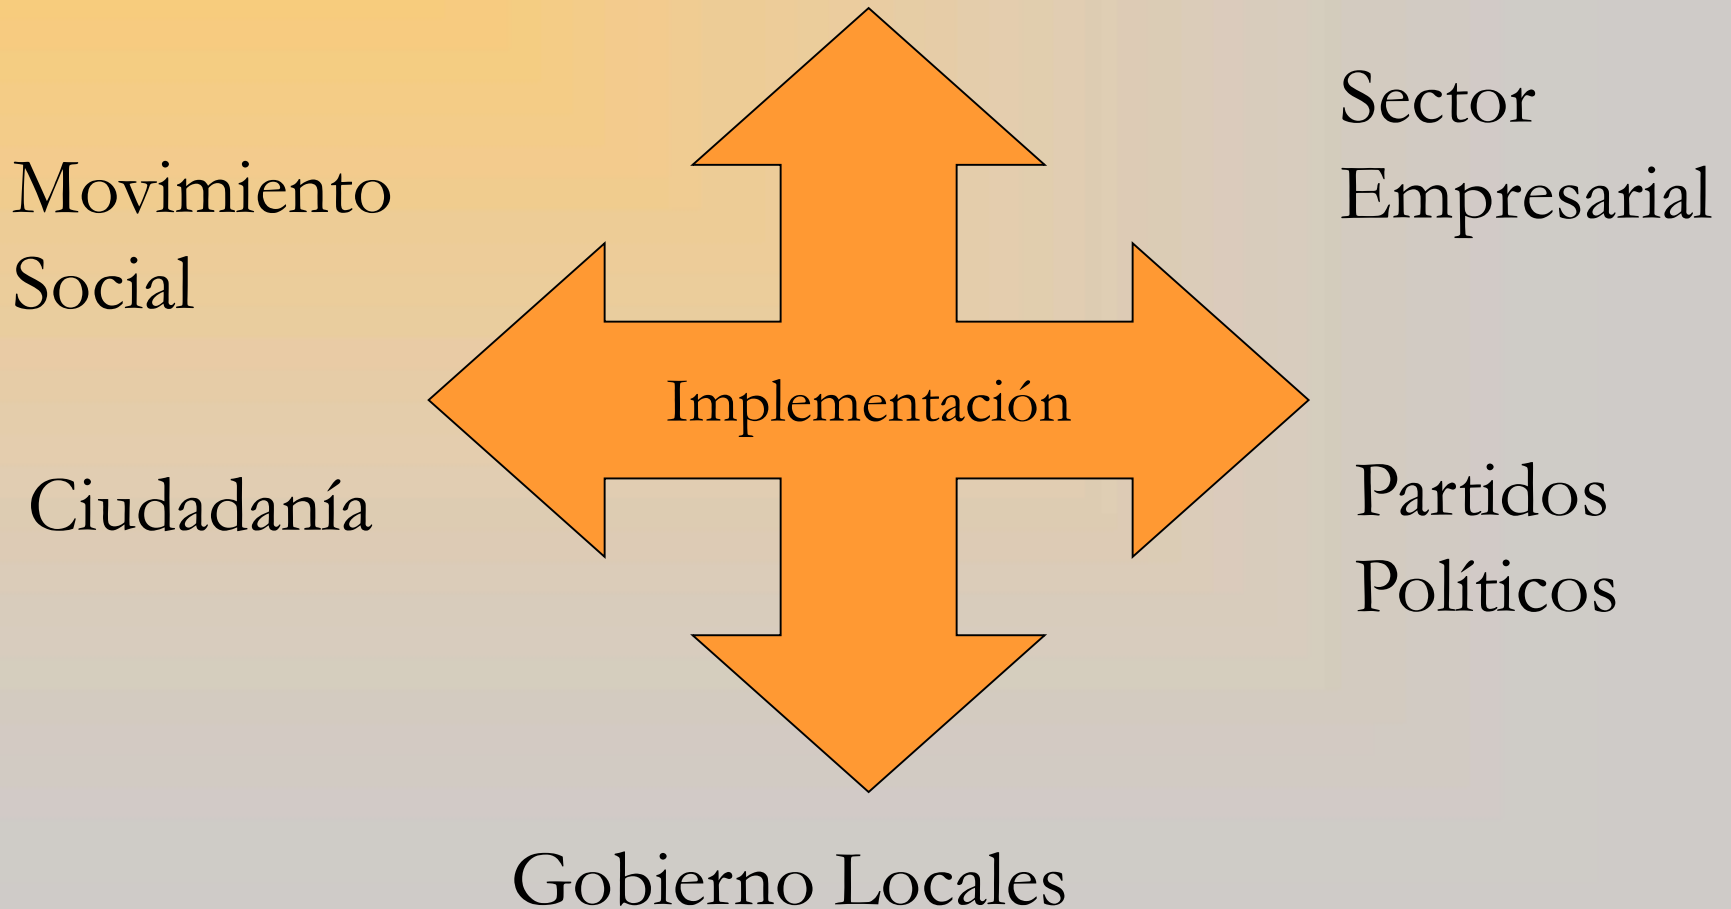 Movimiento
Social
Sector
Empresarial
Implementación
Ciudadanía
Partidos
Políticos
Gobierno Locales